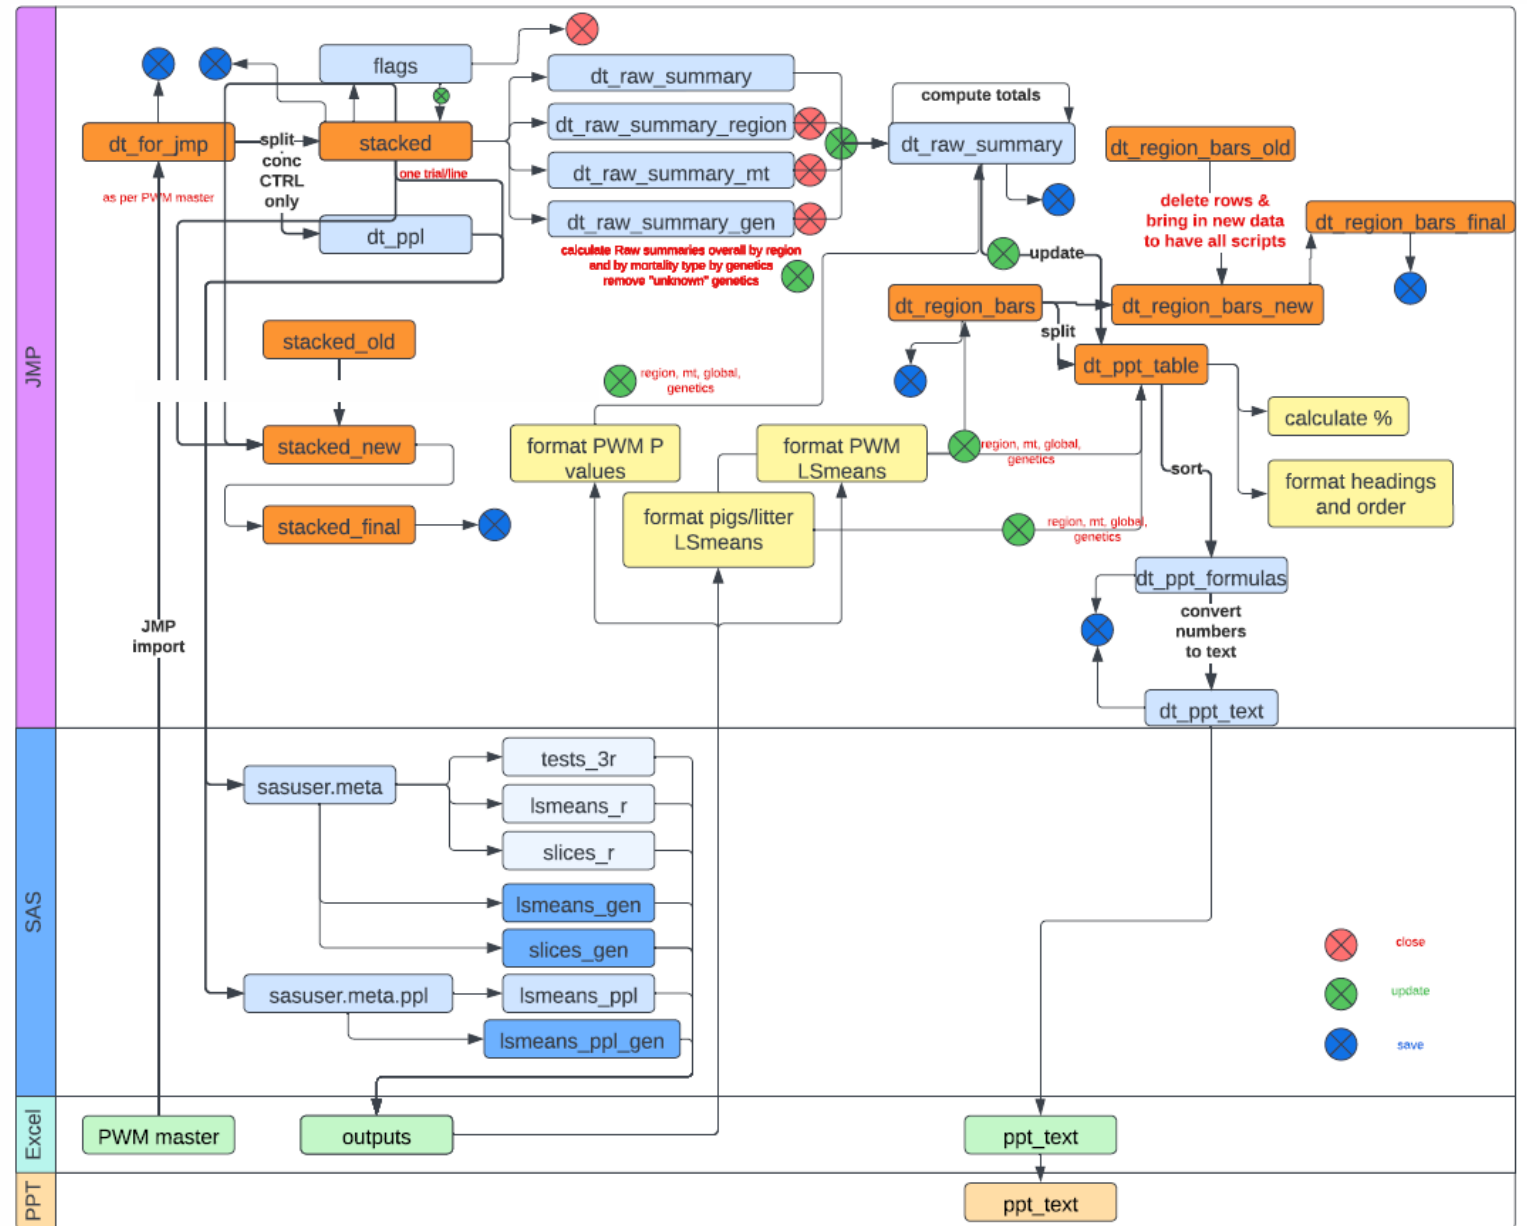 JMP
flags
dt_raw_summary
compute totals
dt_for_jmp
split
conc
CTRL
only
stacked
one trial/line
as per PWM master
dt_raw_summary_region
dt_raw_summary_mt
dt_raw_summary_gen
dt_raw_summary
dt_region_bars_old
delete rows &
bring in new data
to have all scripts
dt_region_bars_final
dt_ppl
calculate Raw summaries overall by region
and by mortality type by genetics
remove "unknown" genetics
update
dt_region_bars
dt_region_bars_new
split
stacked_old
dt_ppt_table
region, mt, global,
genetics
calculate %
stacked_new
format PWM P
values
format PWM
LSmeans
region, mt, global,
genetics
sort
format headings
and order
stacked_final
format pigs/litter
LSmeans
region, mt, global,
genetics
dt_ppt_formulas
convert
numbers
to text
JMP
import
dt_ppt_text
SAS
tests_3r
sasuser.meta
lsmeans_r
slices_r
lsmeans_gen
slices_gen
sasuser.meta.ppl
lsmeans_ppl
lsmeans_ppl_gen
close
update
save
Excel
PWM master
outputs
ppt_text
PPT
ppt_text